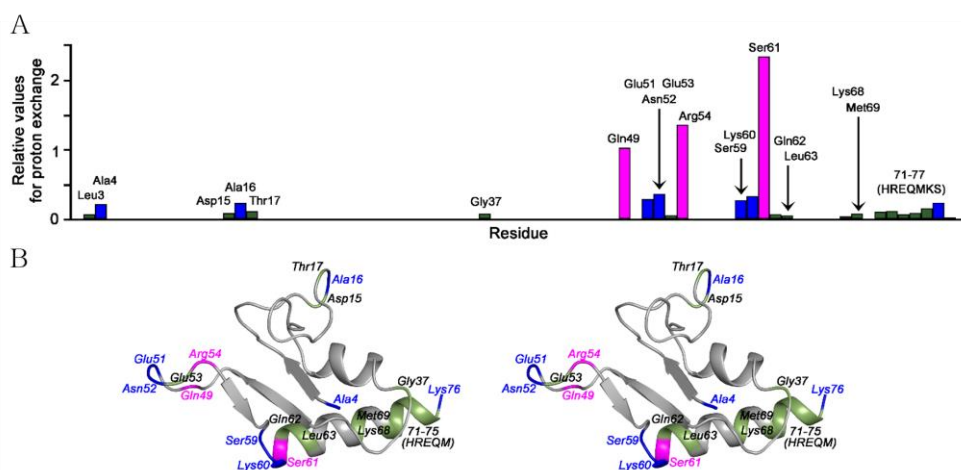 A
Relative values
for proton exchange
2
1
0
Leu3
Ala4
Asp15
Ala16
Thr17
Gly37
Gln49
Glu51
Asn52
Glu53
Arg54
Lys60
Ser59
Ser61
Gln62
Leu63
Lys68
Met69
71-77
(HREQMKS)
Residue
B
Thr17
Ala16
Asp15
Glu51
Arg54
Asn52
Glu53
Gln49
Ala4
Gly37
Lys76
Gln62
Met69
Ser59
Leu63
Lys68
71-75
(HREQM)
Lys60
Ser61
Thr17
Ala16
Asp15
Glu51
Arg54
Asn52
Glu53
Gln49
Ala4
Gly37
Lys76
Gln62
Met69
Ser59
Leu63
Lys68
71-75
(HREQM)
Lys60
Ser61